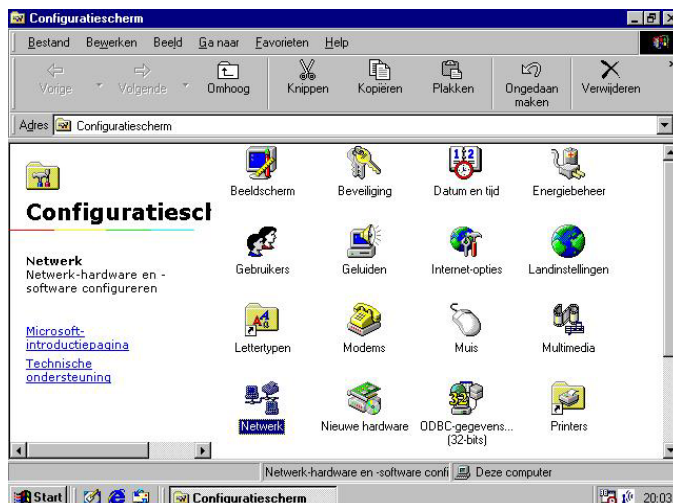 Configuratiescherm
Bestand Bewerken Beeld Ga naar Favorieten Help
Vorige Volgende Omhoog Knippen Kopiëren Plakken Ongedaan maken Verwijderen
Adres Configuratiescherm
Configuratiescl
Netwerk
Netwerk-hardware en -
software configureren
Microsoft-
introductiepagina
Technische
ondersteuning
Beeldscherm Beveiliging Datum en tijd Energiebeheer
Gebruikers Geluiden Internet-opties Landinstellingen
Lettertypen Modems Muis Multimedia
Netwerk Nieuwe hardware ODBC-gegevens... Printers
(32-bits)
Netwerk-hardware en -software confi Deze computer
Start Configuratiescherm 20:03